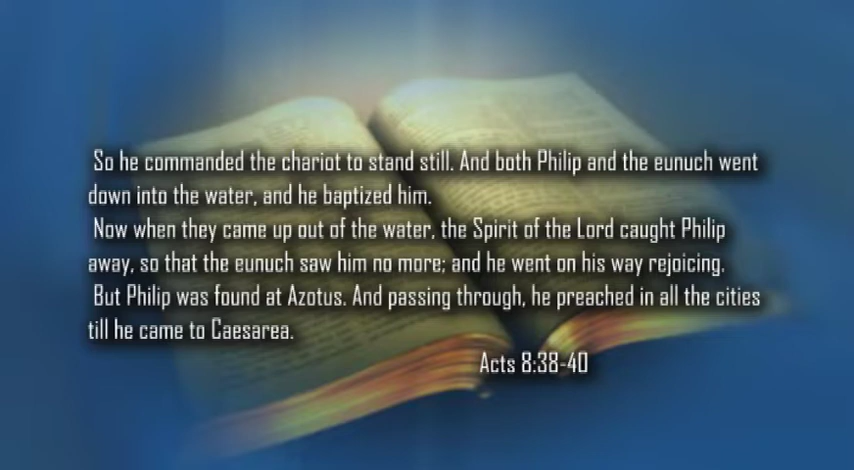 So he commanded the chariot to stand still. And both Philip and the eunuch went
down into the water, and he baptized him.
Now when they came up out of the water, the Spirit of the Lord caught Philip
away, so that the eunuch saw him no more; and he went on his way rejoicing.
But Philip was found at Azotus. And passing through, he preached in all the cities
till he came to Caesarea.
Acts 8:38-40